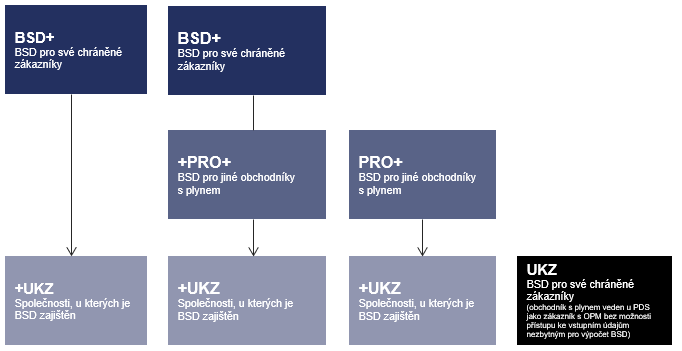 BSD+
BSD pro své chráněné
zákazníky
BSD+
BSD pro své chráněné
zákazníky
+PRO+
BSD pro jiné obchodníky
s plynem
PRO+
BSD pro jiné obchodníky
s plynem
+UKZ
Společnosti, u kterých je
BSD zajištěn
+UKZ
Společnosti, u kterých je
BSD zajištěn
+UKZ
Společnosti, u kterých je
BSD zajištěn
UKZ
BSD pro své chráněné
zákazníky
(obchodník s plynem veden u PDS
jako zákazník s OPM bez možnosti
přístupu ke vstupním údajům
nezbytným pro výpočet BSD)